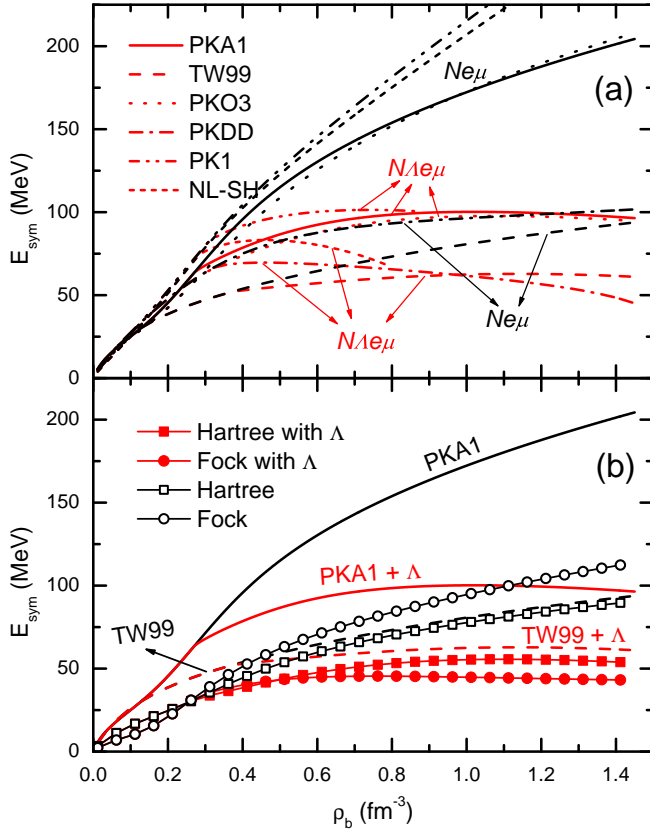 200
150
100
50
0
E_sym (MeV)
PKA1
TW99
PKO3
PKDD
PK1
NL-SH
Neμ
(a)
NΛeμ
NΛeμ
Neμ
200
150
100
50
0
E_sym (MeV)
Hartree with Λ
Fock with Λ
Hartree
Fock
PKA1
(b)
PKA1 + Λ
TW99
TW99 + Λ
0.0 0.2 0.4 0.6 0.8 1.0 1.2 1.4
ρ_b (fm⁻³)